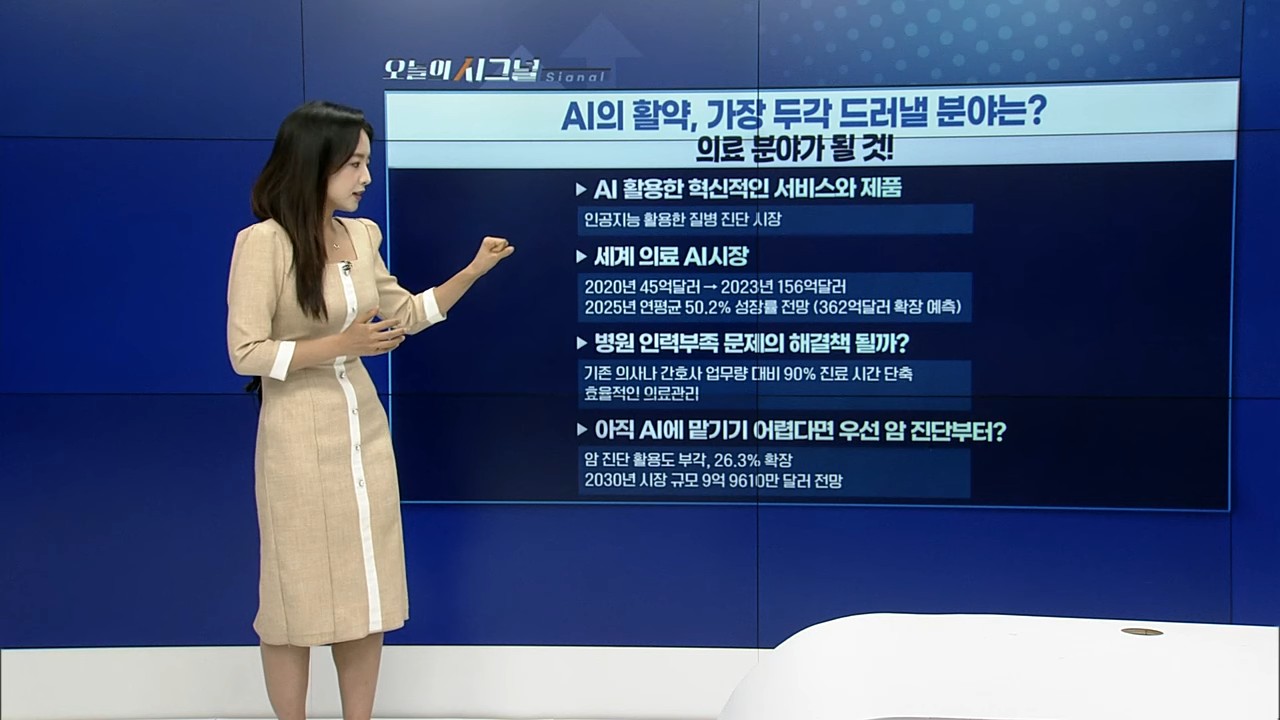 오늘의 시그널
Signal
AI의 활약, 가장 두각 드러낼 분야는?
의료 분야가 될 것!
▶ AI 활용한 혁신적인 서비스와 제품
인공지능 활용한 질병 진단 시장
▶ 세계 의료 AI시장
2020년 45억달러 → 2023년 156억달러
2025년 연평균 50.2% 성장률 전망 (362억달러 확장 예측)
▶ 병원 인력부족 문제의 해결책 될까?
기존 의사나 간호사 업무량 대비 90% 진료 시간 단축
효율적인 의료관리
▶ 아직 AI에 맡기기 어렵다면 우선 암 진단부터?
암 진단 활용도 부각, 26.3% 확장
2030년 시장 규모 9억 9610만 달러 전망